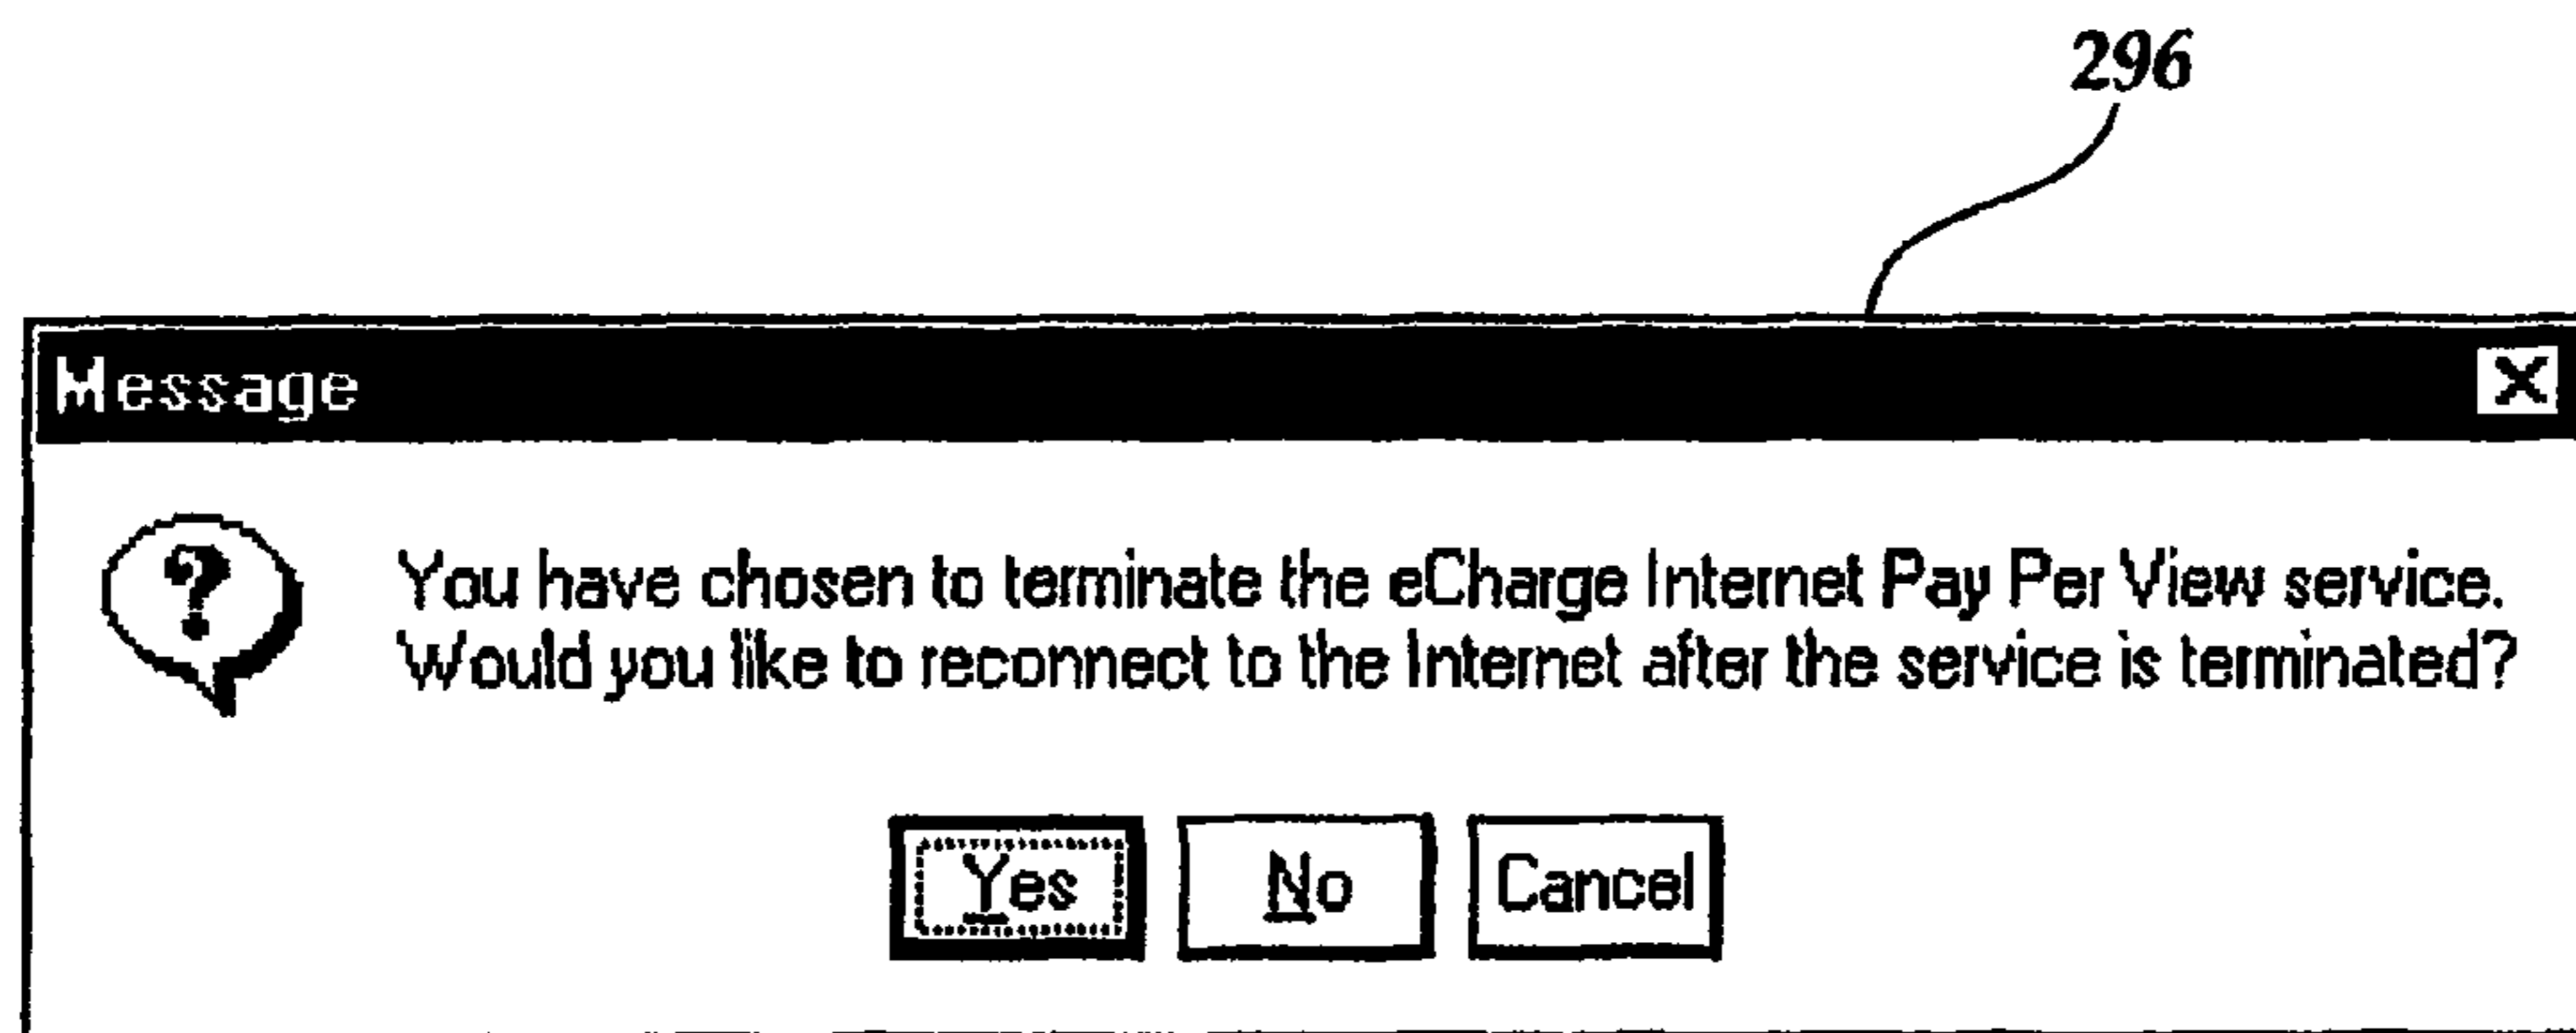 296
Message
You have chosen to terminate the eCharge Internet Pay Per View service.
Would you like to reconnect to the Internet after the service is terminated?
Yes No Cancel